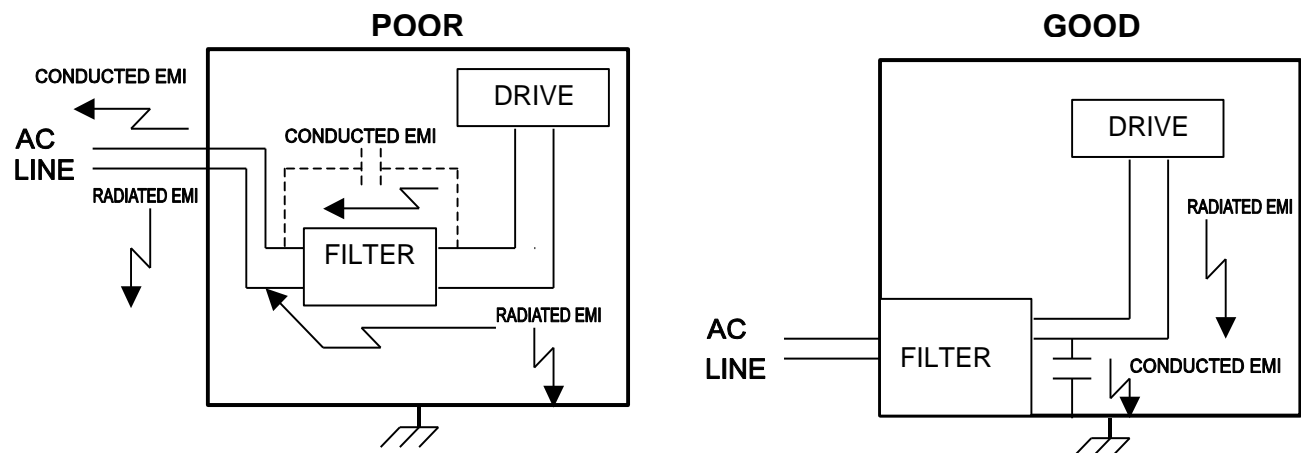 POOR
CONDUCTED EMI
DRIVE
CONDUCTED EMI
AC
LINE
RADIATED EMI
FILTER
RADIATED EMI
GOOD
DRIVE
RADIATED EMI
AC
LINE
FILTER
CONDUCTED EMI